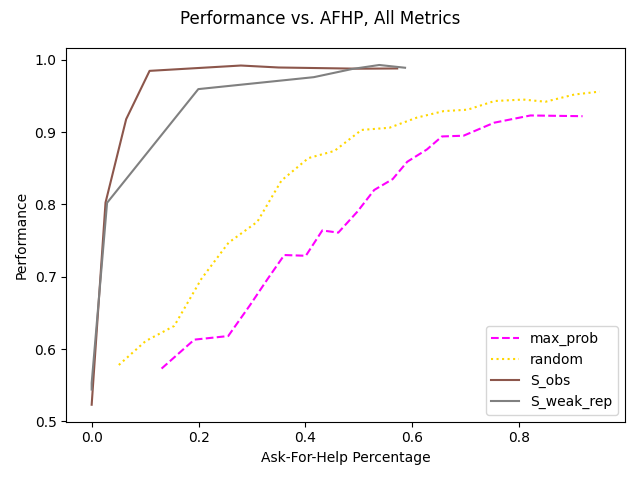 Performance vs. AFHP, All Metrics
1.0
0.9
0.8
0.7
0.6
0.5
Performance
0.0
0.2
0.4
0.6
0.8
Ask-For-Help Percentage
max_prob
random
S_obs
S_weak_rep